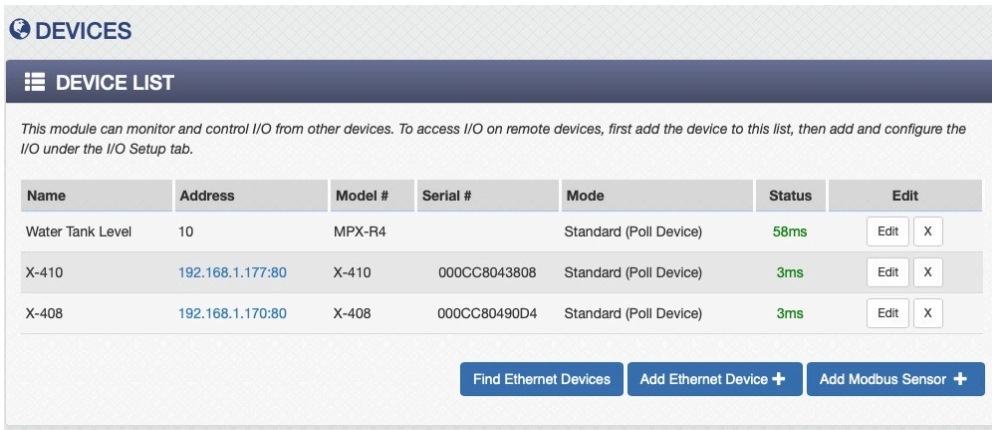 DEVICES
DEVICE LIST
This module can monitor and control I/O from other devices. To access I/O on remote devices, first add the device to this list, then add and configure the
I/O under the I/O Setup tab.
Name Address Model # Serial # Mode Status Edit
Water Tank Level 10 MPX-R4 Standard (Poll Device) 58ms Edit X
X-410 192.168.1.177:80 X-410 000CC8043808 Standard (Poll Device) 3ms Edit X
X-408 192.168.1.170:80 X-408 000CC80490D4 Standard (Poll Device) 3ms Edit X
Find Ethernet Devices Add Ethernet Device + Add Modbus Sensor +